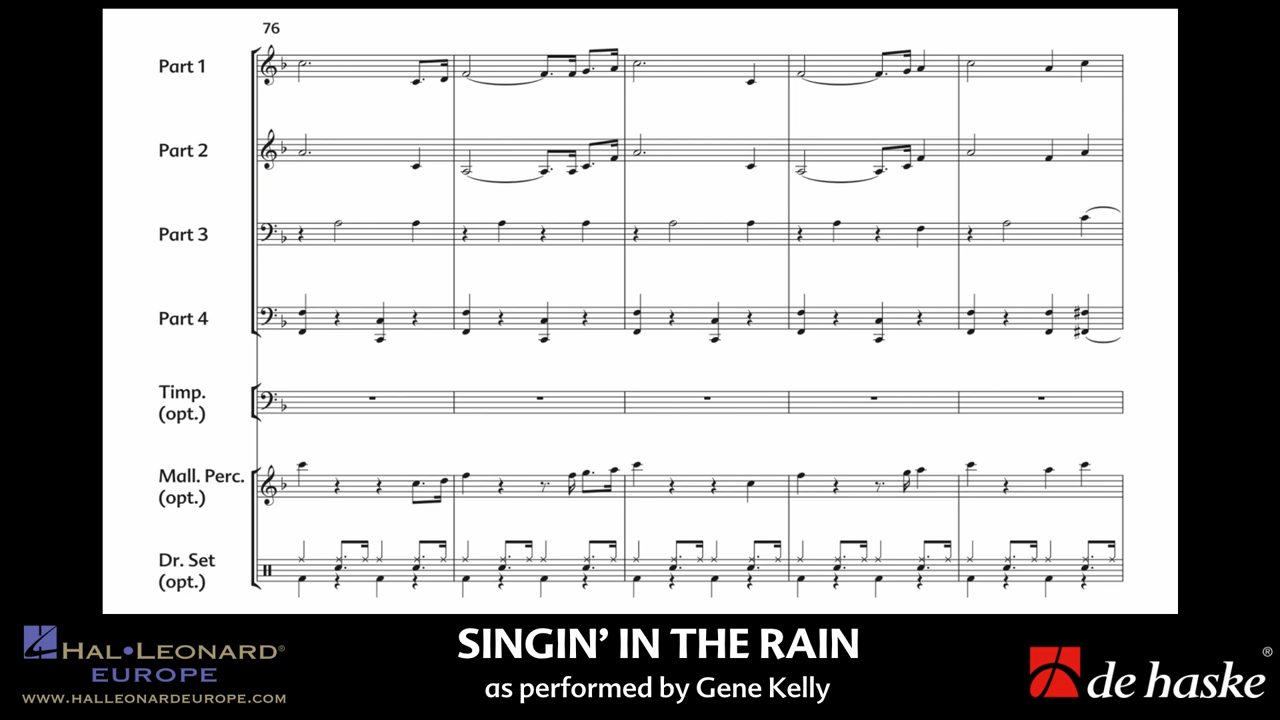 76
Part 1
Part 2
Part 3
Part 4
Timp.
(opt.)
Mall. Perc.
(opt.)
Dr. Set
(opt.)
HAL•LEONARD®
EUROPE
WWW.HALLEONARDEUROPE.COM
SINGIN’ IN THE RAIN
as performed by Gene Kelly
de haske®